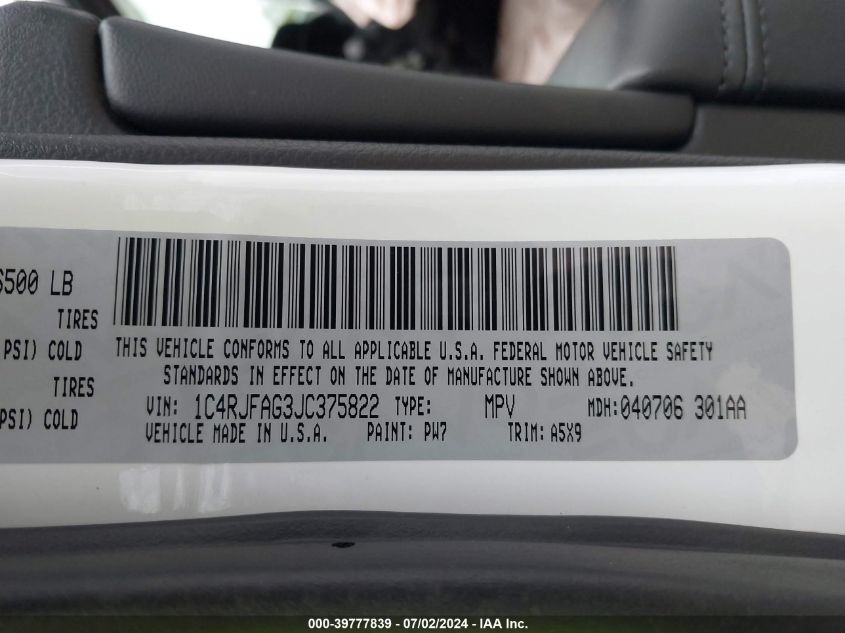 6500 LB
TIRES
PSI) COLD
TIRES
PSI) COLD
THIS VEHICLE CONFORMS TO ALL APPLICABLE U.S.A. FEDERAL MOTOR VEHICLE SAFETY
STANDARDS IN EFFECT ON THE DATE OF MANUFACTURE SHOWN ABOVE.
VIN: 1C4RJFAG3JC375822 TYPE: MPV MDH:040706 301AA
VEHICLE MADE IN U.S.A. PAINT: PW7 TRIM: A5X9
000-39777839 - 07/02/2024 - IAA Inc.